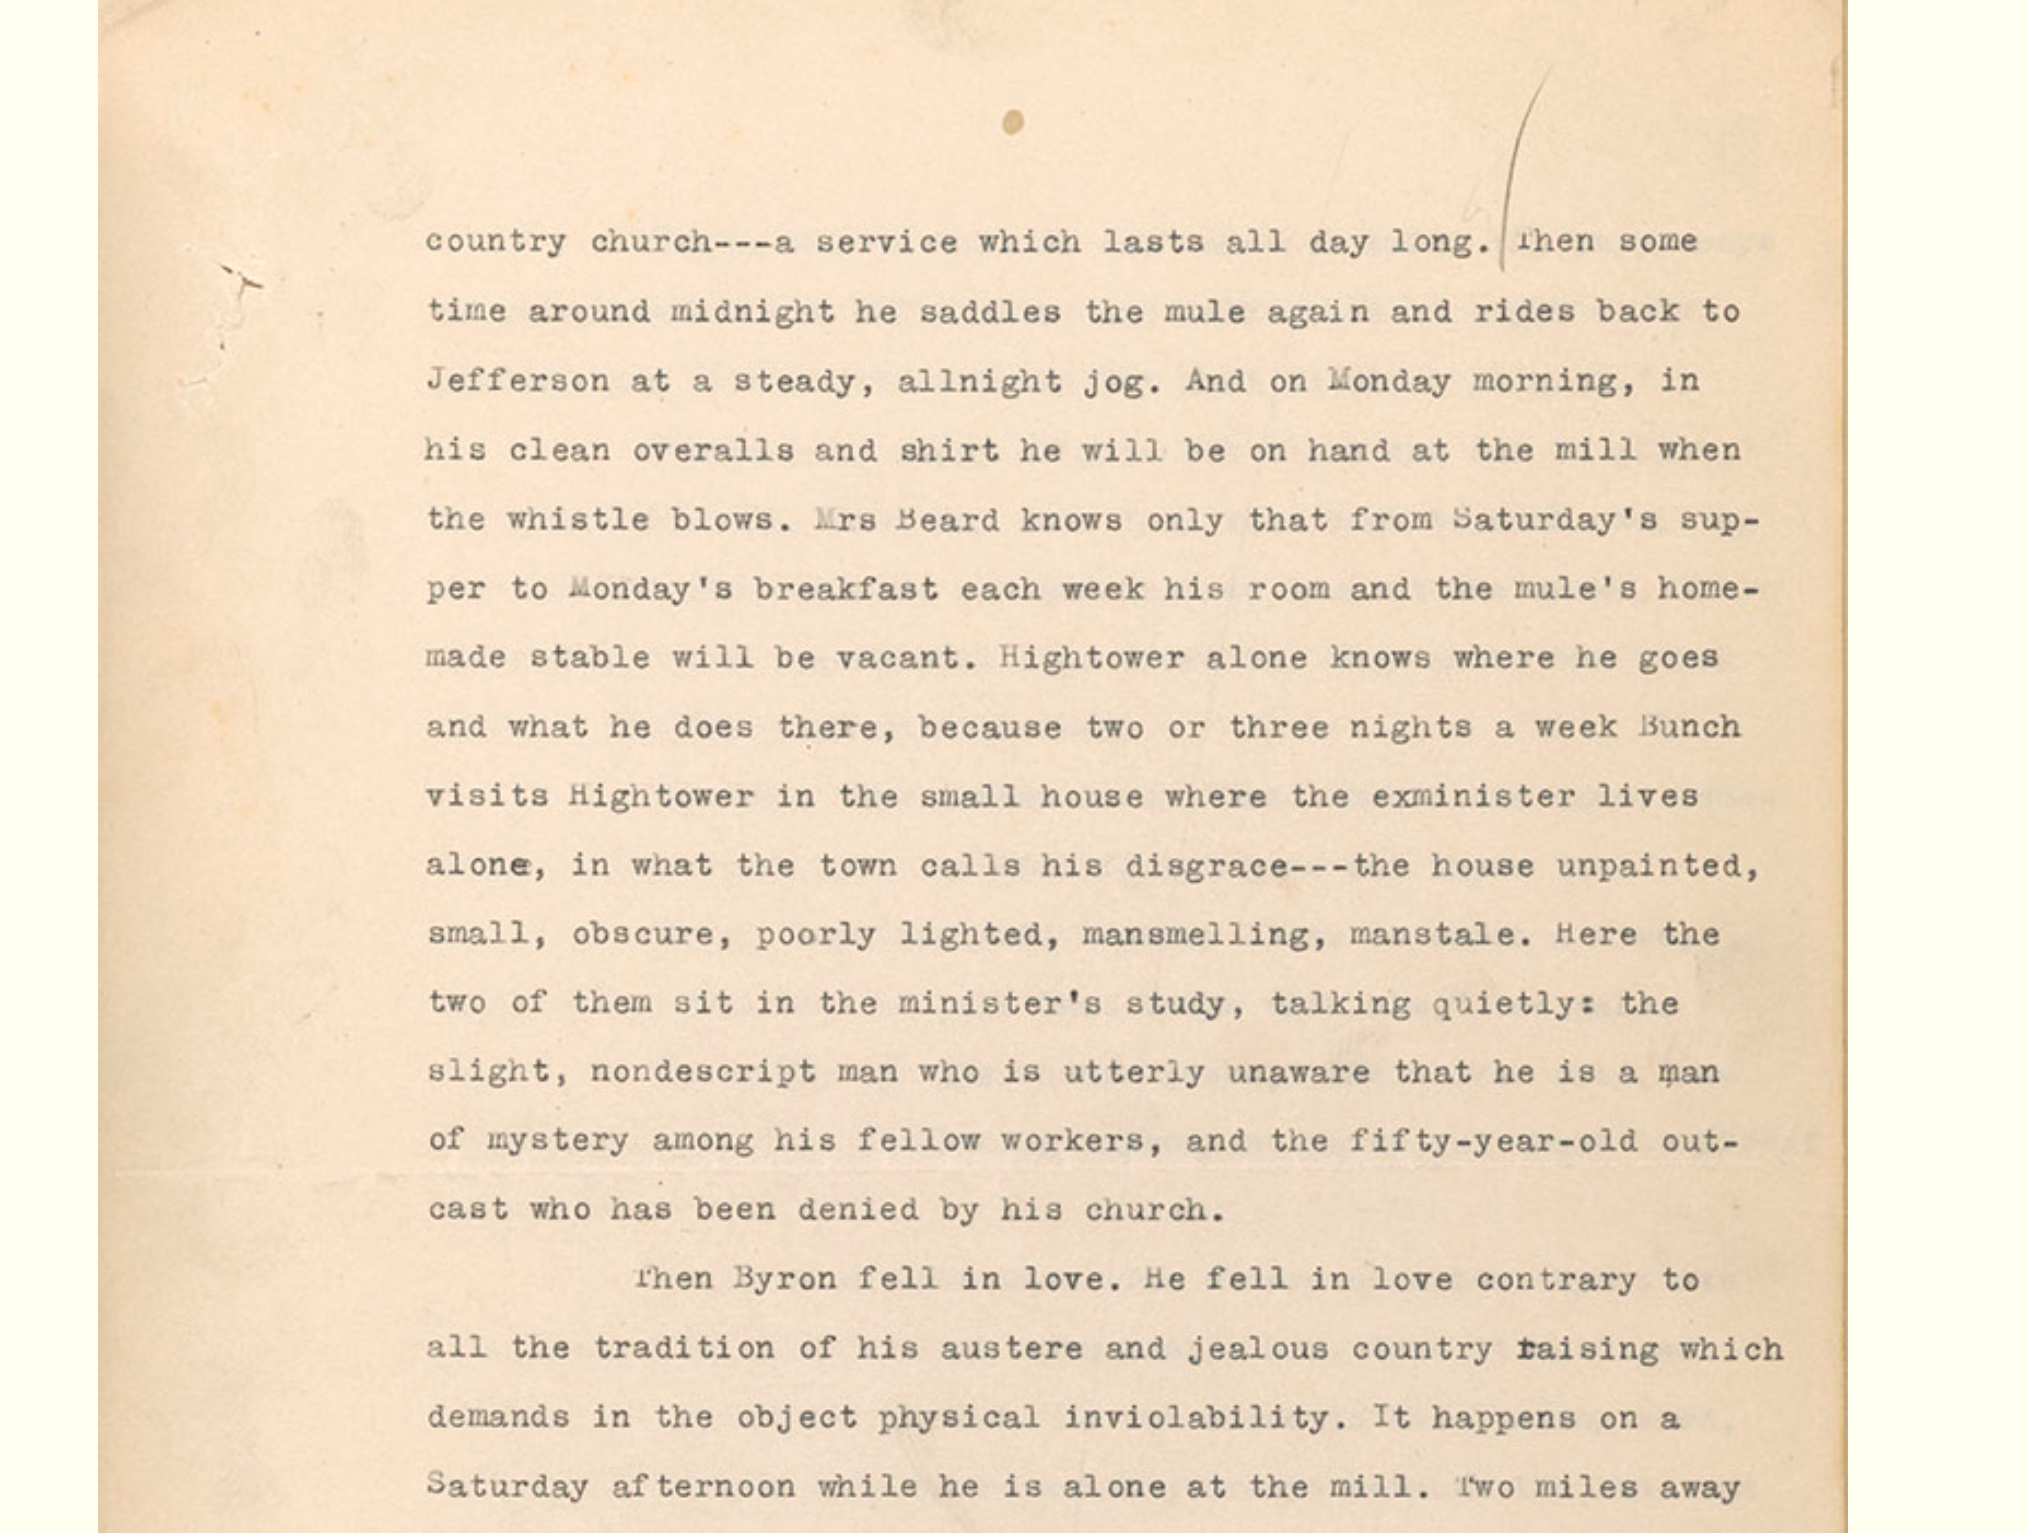 country church---a service which lasts all day long. Then some
time around midnight he saddles the mule again and rides back to
Jefferson at a steady, allnight jog. And on Monday morning, in
his clean overalls and shirt he will be on hand at the mill when
the whistle blows. Mrs Beard knows only that from Saturday's sup-
per to Monday's breakfast each week his room and the mule's home-
made stable will be vacant. Hightower alone knows where he goes
and what he does there, because two or three nights a week Bunch
visits Hightower in the small house where the exminister lives
alone, in what the town calls his disgrace---the house unpainted,
small, obscure, poorly lighted, mansmelling, manstale. Here the
two of them sit in the minister's study, talking quietly: the
slight, nondescript man who is utterly unaware that he is a man
of mystery among his fellow workers, and the fifty-year-old out-
cast who has been denied by his church.
Then Byron fell in love. He fell in love contrary to
all the tradition of his austere and jealous country raising which
demands in the object physical inviolability. It happens on a
Saturday afternoon while he is alone at the mill. Two miles away